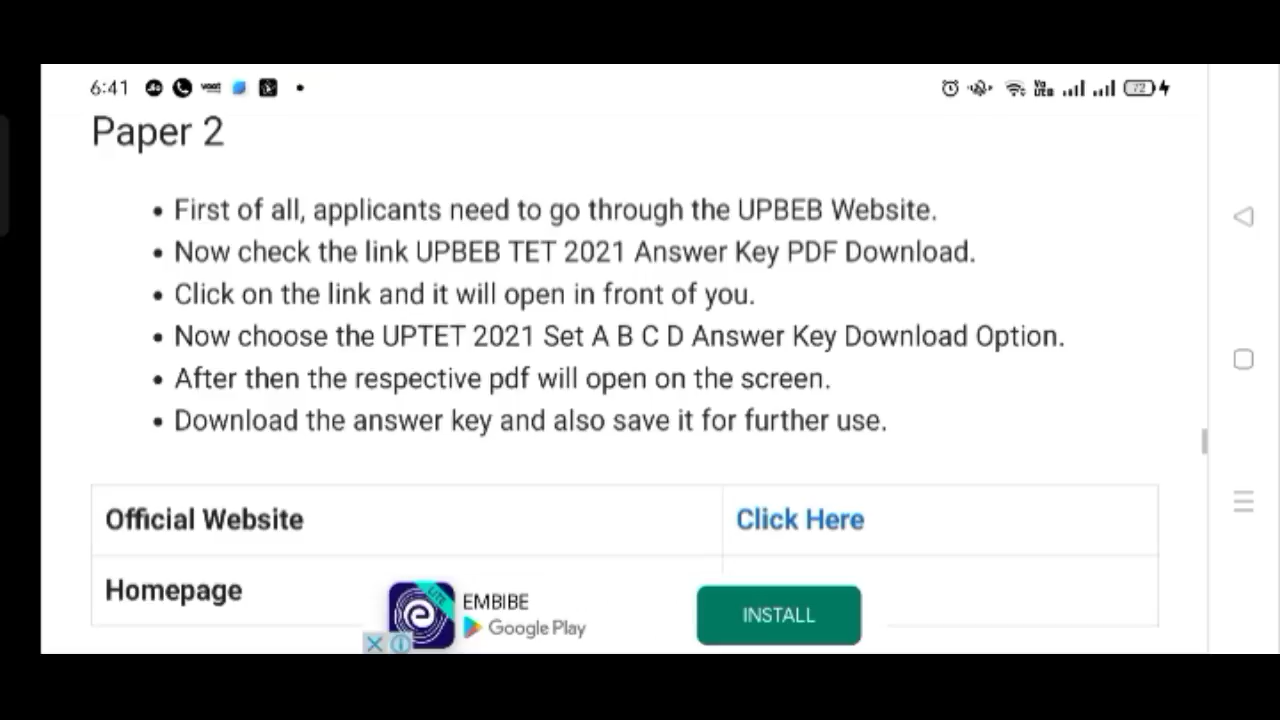 6:41
72
Paper 2
• First of all, applicants need to go through the UPBEB Website.
• Now check the link UPBEB TET 2021 Answer Key PDF Download.
• Click on the link and it will open in front of you.
• Now choose the UPTET 2021 Set A B C D Answer Key Download Option.
• After then the respective pdf will open on the screen.
• Download the answer key and also save it for further use.
Official Website Click Here
Homepage
LITE
EMBIBE
Google Play
INSTALL